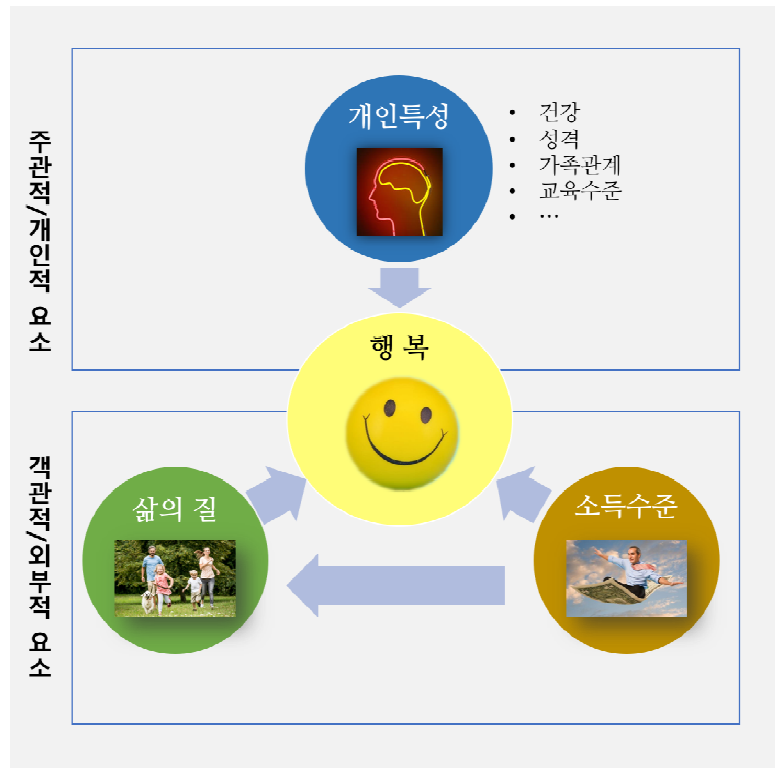 주관적/개인적 요소
개인특성
• 건강
• 성격
• 가족관계
• 교육수준
• …
행 복
객관적/외부적 요소
삶의 질
소득수준